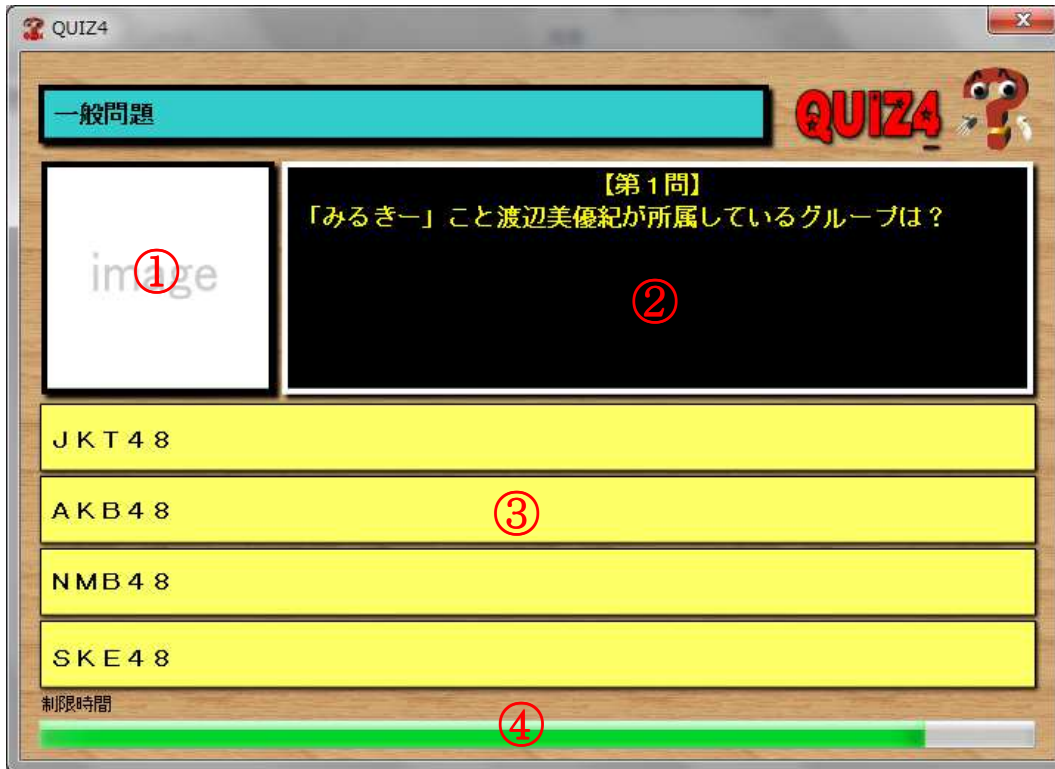 QUIZ4
一般問題
QUIZ4
image
①
【第１問】
「みるきー」こと渡辺美優紀が所属しているグループは？
②
ＪＫＴ４８
ＡＫＢ４８
③
ＮＭＢ４８
ＳＫＥ４８
制限時間
④